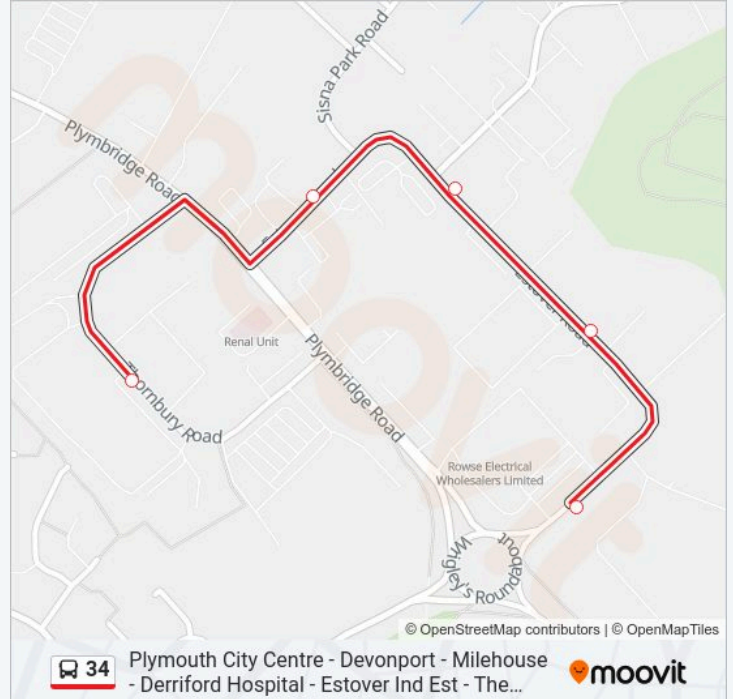 Sisna Park Road
Plymbridge Road
Estover Road
Renal Unit
Plymbridge Road
Thornbury Road
Rowse Electrical
Wholesalers Limited
Wrigley's Roundabout
moovit
© OpenStreetMap contributors | © OpenMapTiles
34
Plymouth City Centre - Devonport - Milehouse
- Derriford Hospital - Estover Ind Est - The...
moovit